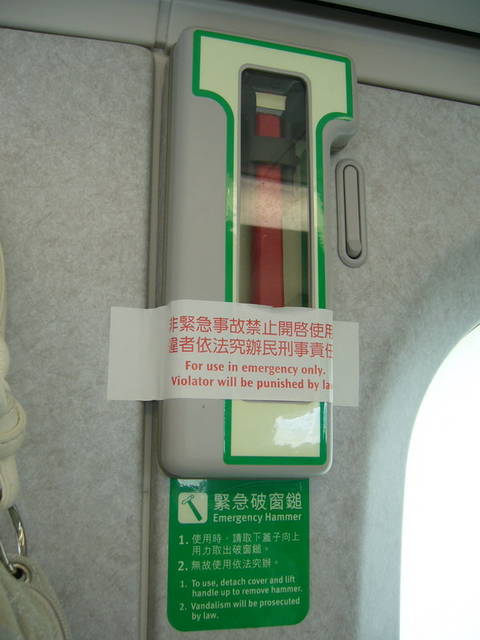 非緊急事故禁止開啓使用
違者依法究辦民刑事責任
For use in emergency only.
Violator will be punished by law
緊急破窗鎚
Emergency Hammer
1. 使用時，請取下蓋子向上
用力取出破窗鎚。
2. 無故使用依法究辦。
1. To use, detach cover and lift
handle up to remove hammer.
2. Vandalism will be prosecuted
by law.